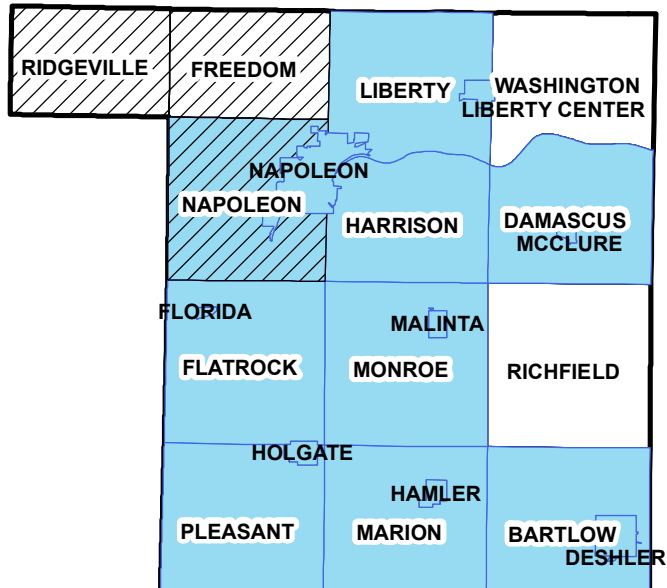 RIDGEVILLE
FREEDOM
LIBERTY
WASHINGTON
LIBERTY CENTER
NAPOLEON
NAPOLEON
HARRISON
DAMASCUS
MCCLURE
FLORIDA
MALINTA
FLATROCK
MONROE
RICHFIELD
HOLGATE
HAMLER
PLEASANT
MARION
BARTLOW
DESHLER